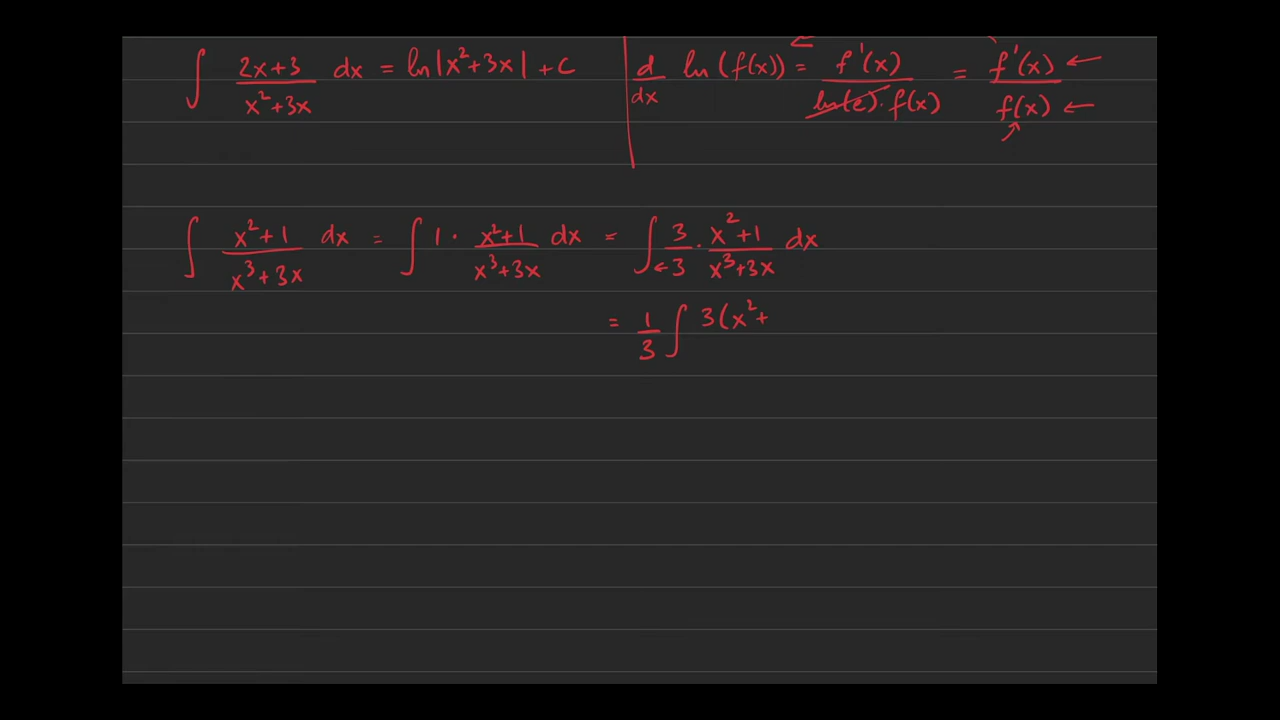 ∫ (2x+3)/(x²+3x) dx = ln|x²+3x| + C
d/dx ln(f(x)) = f'(x)/(ln(e)·f(x)) = f'(x)/f(x)
∫ (x²+1)/(x³+3x) dx = ∫ 1 · (x²+1)/(x³+3x) dx = ∫ 3/3 · (x²+1)/(x³+3x) dx
= 1/3 ∫ 3(x²+